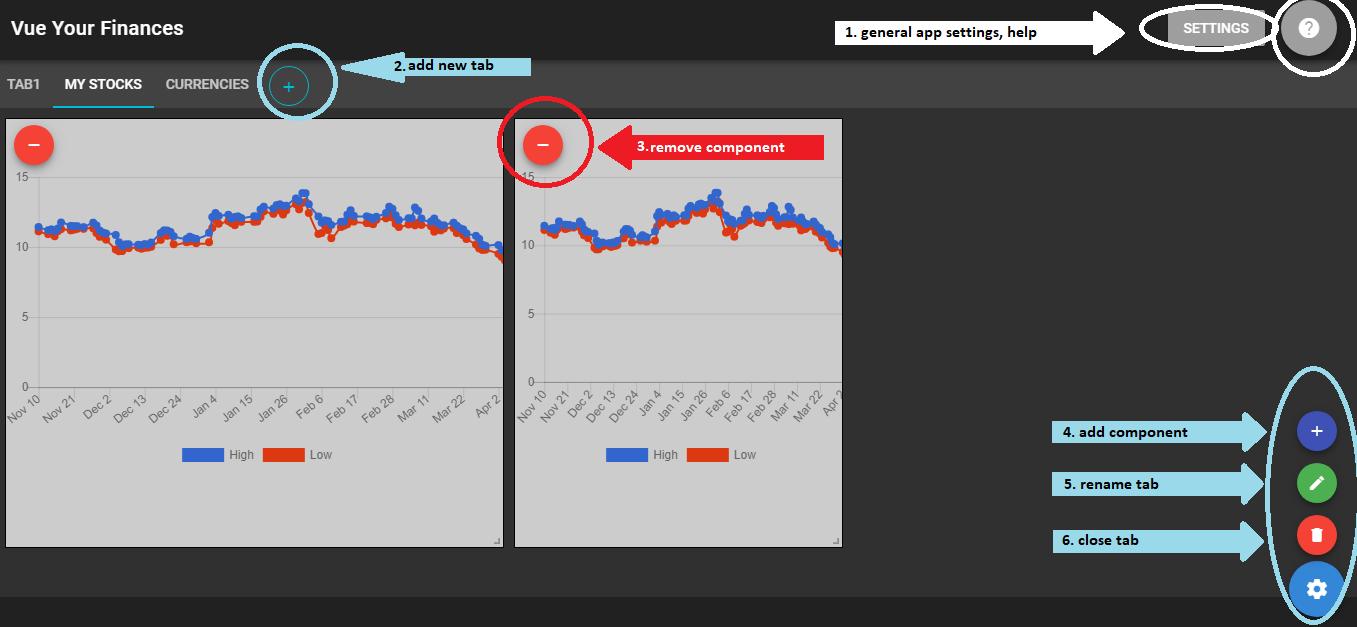 Vue Your Finances
1. general app settings, help
SETTINGS
?
2. add new tab
TAB1
MY STOCKS
CURRENCIES
+
3. remove component
15
10
5
0
Nov 10
Nov 21
Dec 2
Dec 13
Dec 24
Jan 4
Jan 15
Jan 26
Feb 6
Feb 17
Feb 28
Mar 11
Mar 22
Apr 2
High
Low
15
10
5
0
Nov 10
Nov 21
Dec 2
Dec 13
Dec 24
Jan 4
Jan 15
Jan 26
Feb 6
Feb 17
Feb 28
Mar 11
Mar 22
Apr 2
High
Low
4. add component
5. rename tab
6. close tab